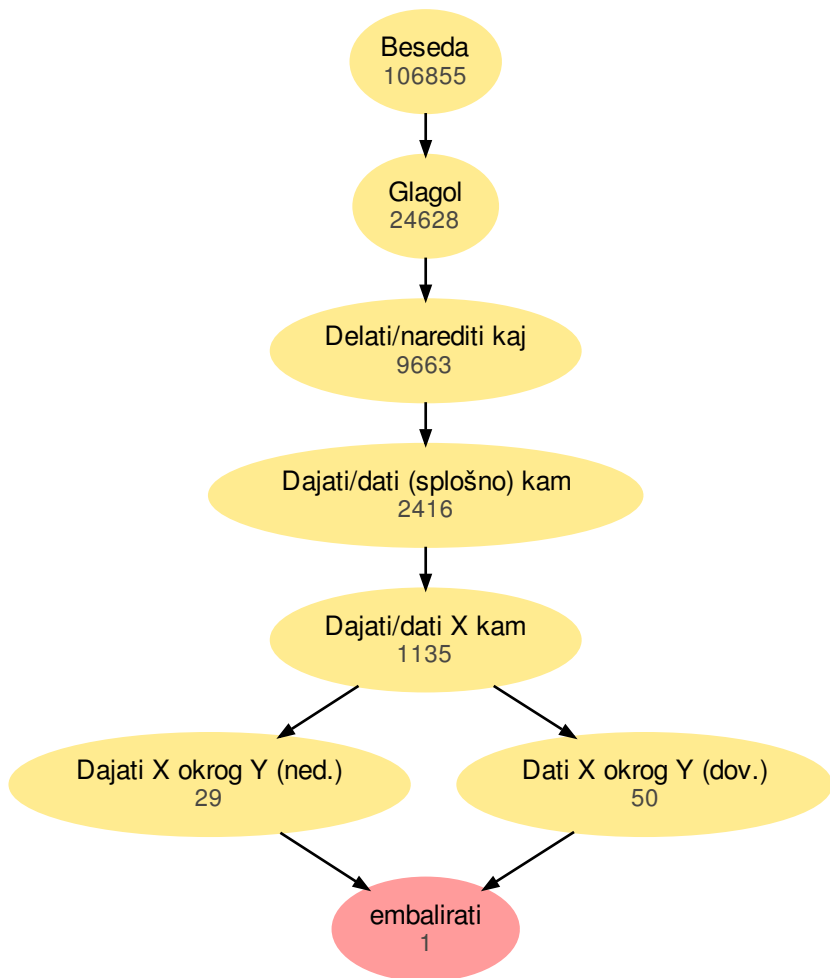 Beseda
106855
Glagol
24628
Delati/narediti kaj
9663
Dajati/dati (splošno) kam
2416
Dajati/dati X kam
1135
Dajati X okrog Y (ned.)
29
Dati X okrog Y (dov.)
50
embalirati
1